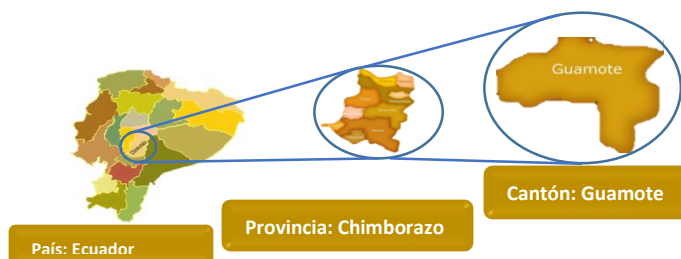 Guamote
Cantón: Guamote
Provincia: Chimborazo
País: Ecuador